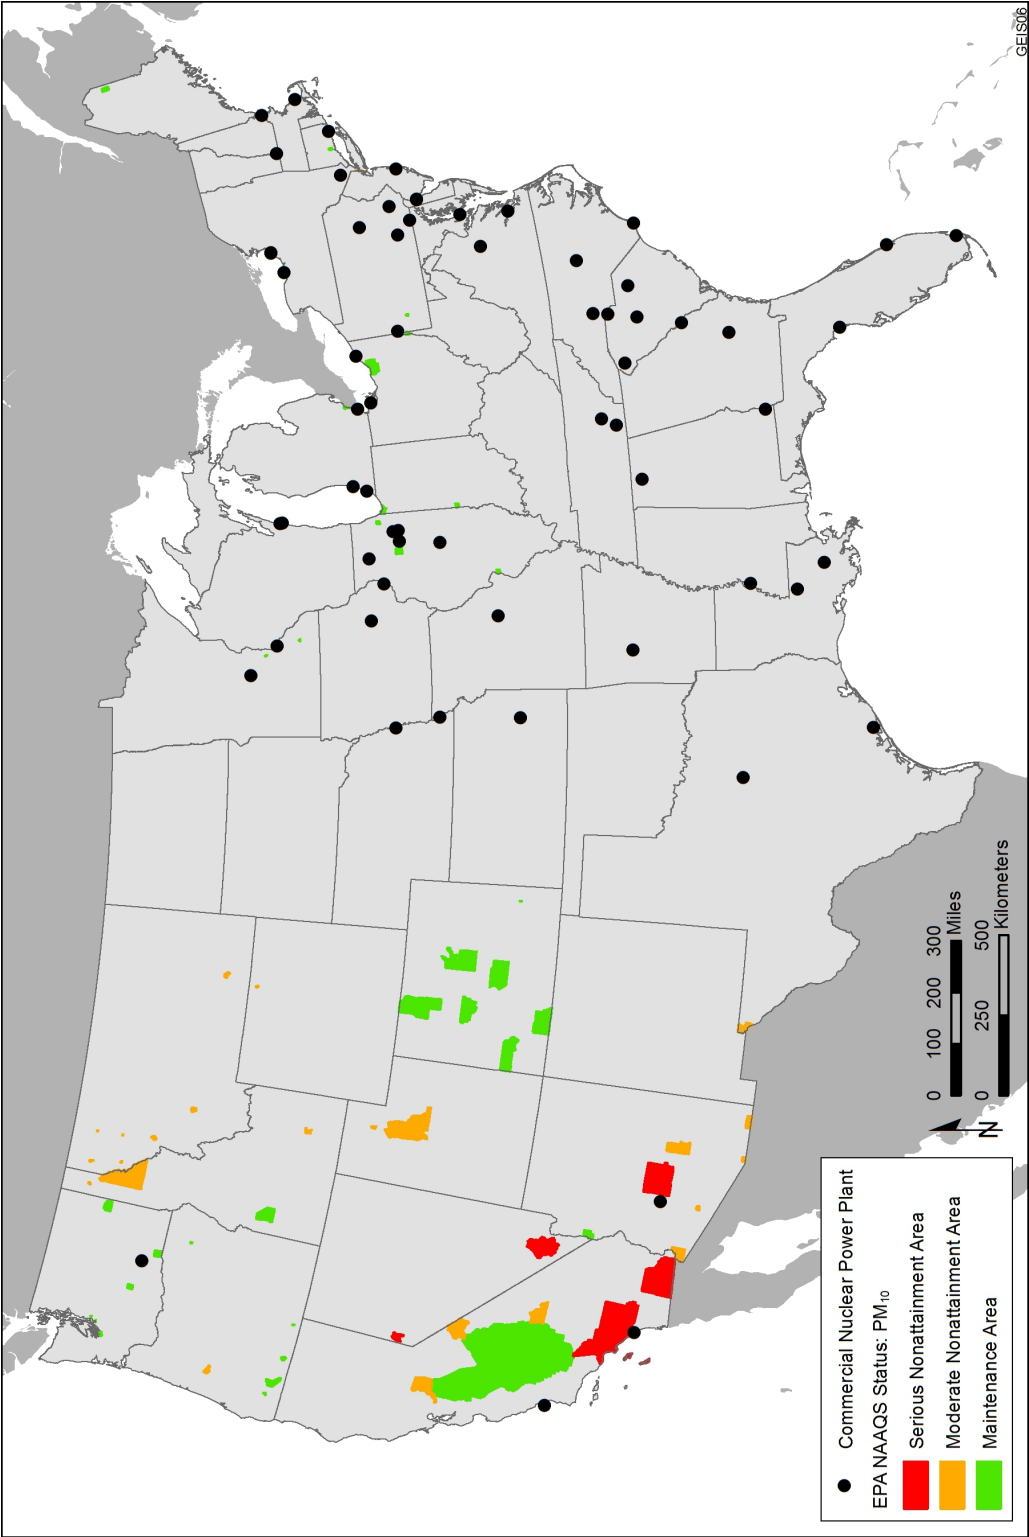 GEIS06
0 100 200 300
Miles
0 250 500
Kilometers
N
Commercial Nuclear Power Plant
EPA NAAQS Status: PM₁₀
Serious Nonattainment Area
Moderate Nonattainment Area
Maintenance Area